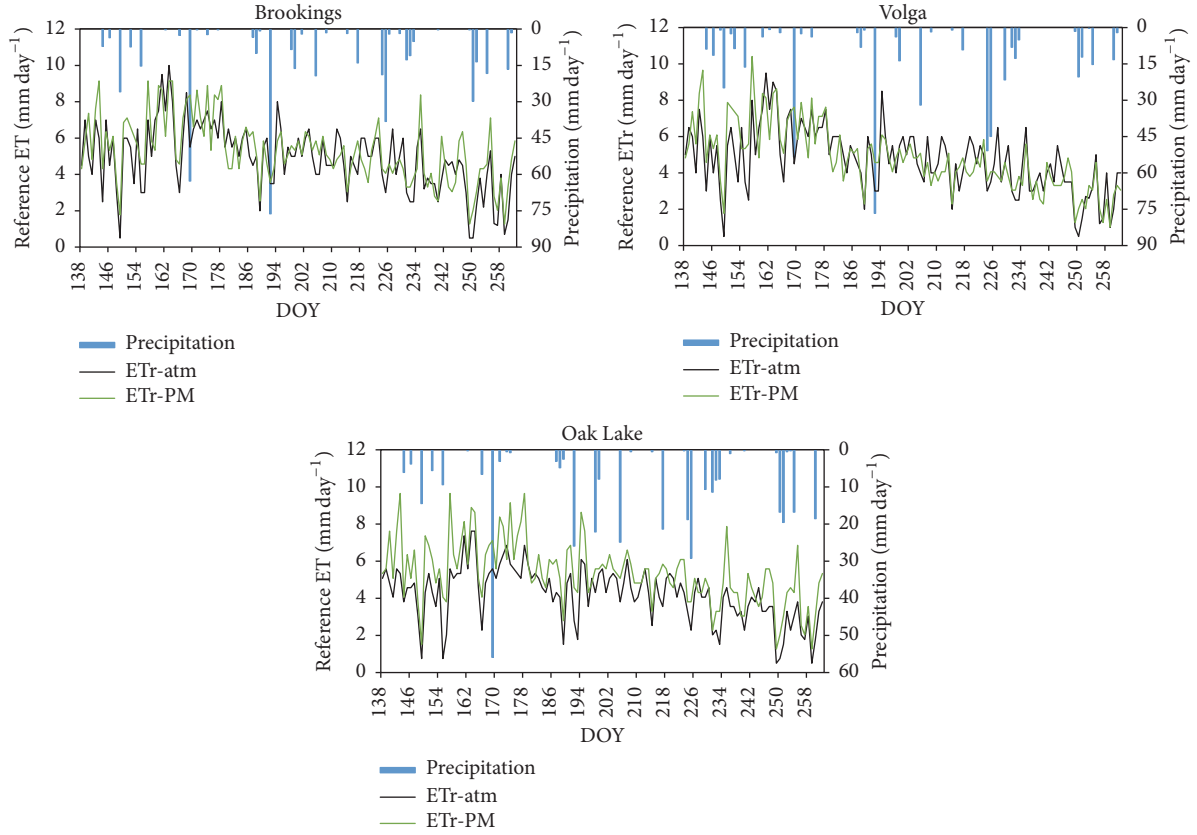 Brookings
12
10
8
6
4
2
0
Reference ET (mm day−1)
0
15
30
45
60
75
90
Precipitation (mm day−1)
138 146 154 162 170 178 186 194 202 210 218 226 234 242 250 258
DOY
Precipitation
ETr-atm
ETr-PM
Volga
12
10
8
6
4
2
0
Reference ETr (mm day−1)
0
15
30
45
60
75
90
Precipitation (mm day−1)
138 146 154 162 170 178 186 194 202 210 218 226 234 242 250 258
DOY
Precipitation
ETr-atm
ETr-PM
Oak Lake
12
10
8
6
4
2
0
Reference ET (mm day−1)
0
10
20
30
40
50
60
Precipitation (mm day−1)
138 146 154 162 170 178 186 194 202 210 218 226 234 242 250 258
DOY
Precipitation
ETr-atm
ETr-PM